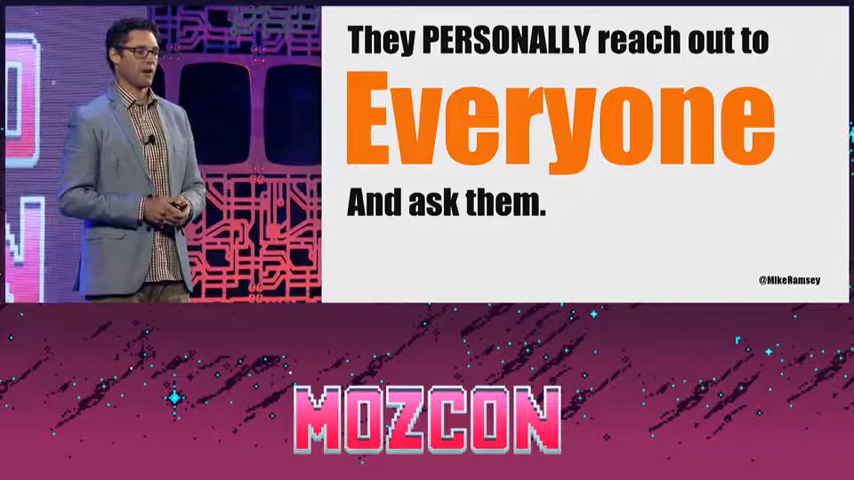 They PERSONALLY reach out to
Everyone
And ask them.
@MikeRamsey
MOZCON